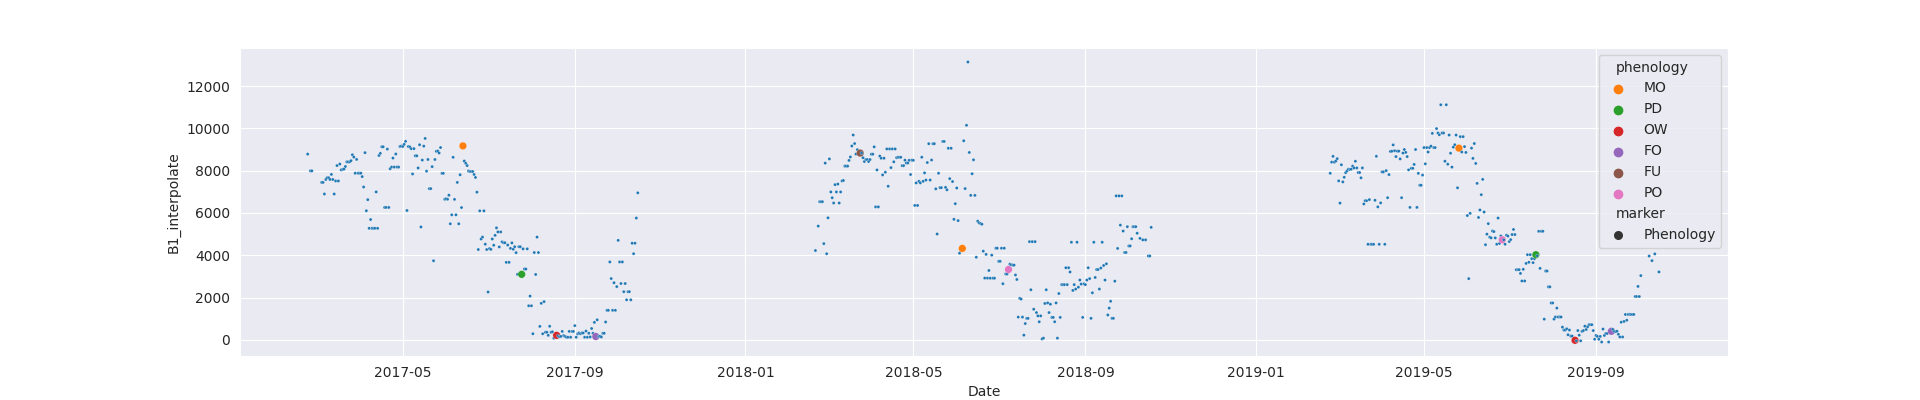 12000
10000
8000
6000
4000
2000
0
B1_interpolate
2017-05
2017-09
2018-01
2018-05
2018-09
2019-01
2019-05
2019-09
Date
phenology
MO
PD
OW
FO
FU
PO
marker
Phenology